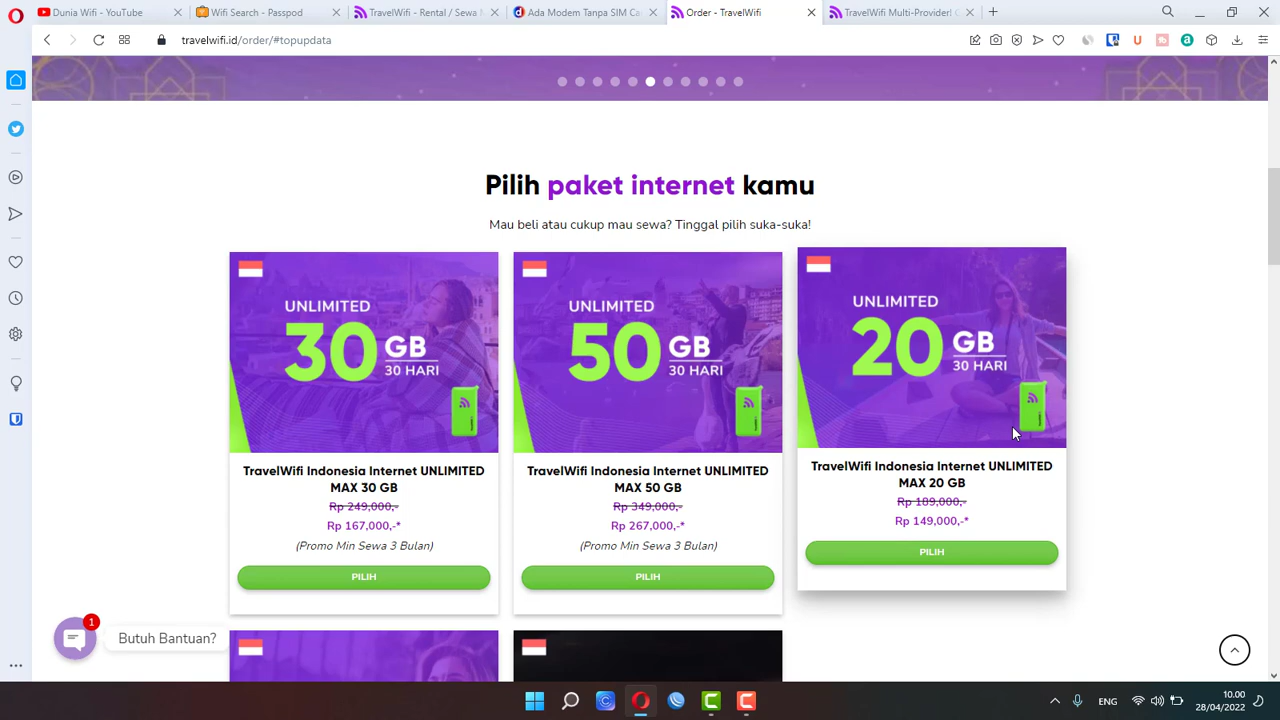 Dunia Wifi - YouTube
Wifi Search - Passpod
TravelWifi - Rental / Sewa
Ada Modem Tanpa SIM Ca
Order - TravelWifi
TravelWifi Multi-Provider!
travelwifi.id/order/#topupdata
Pilih paket internet kamu
Mau beli atau cukup mau sewa? Tinggal pilih suka-suka!
UNLIMITED
30 GB
30 HARI
UNLIMITED
50 GB
30 HARI
UNLIMITED
20 GB
30 HARI
TravelWifi Indonesia Internet UNLIMITED
MAX 30 GB
Rp 249,000,-
Rp 167,000,-*
(Promo Min Sewa 3 Bulan)
PILIH
TravelWifi Indonesia Internet UNLIMITED
MAX 50 GB
Rp 349,000,-
Rp 267,000,-*
(Promo Min Sewa 3 Bulan)
PILIH
TravelWifi Indonesia Internet UNLIMITED
MAX 20 GB
Rp 189,000,-
Rp 149,000,-*
PILIH
1
Butuh Bantuan?
ENG
10.00
28/04/2022